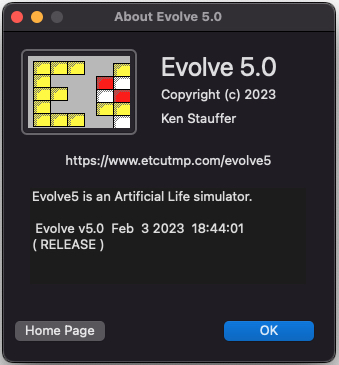 About Evolve 5.0
Evolve 5.0
Copyright (c) 2023
Ken Stauffer
https://www.etcutmp.com/evolve5
Evolve5 is an Artificial Life simulator.
Evolve v5.0  Feb  3 2023  18:44:01
( RELEASE )
Home Page
OK